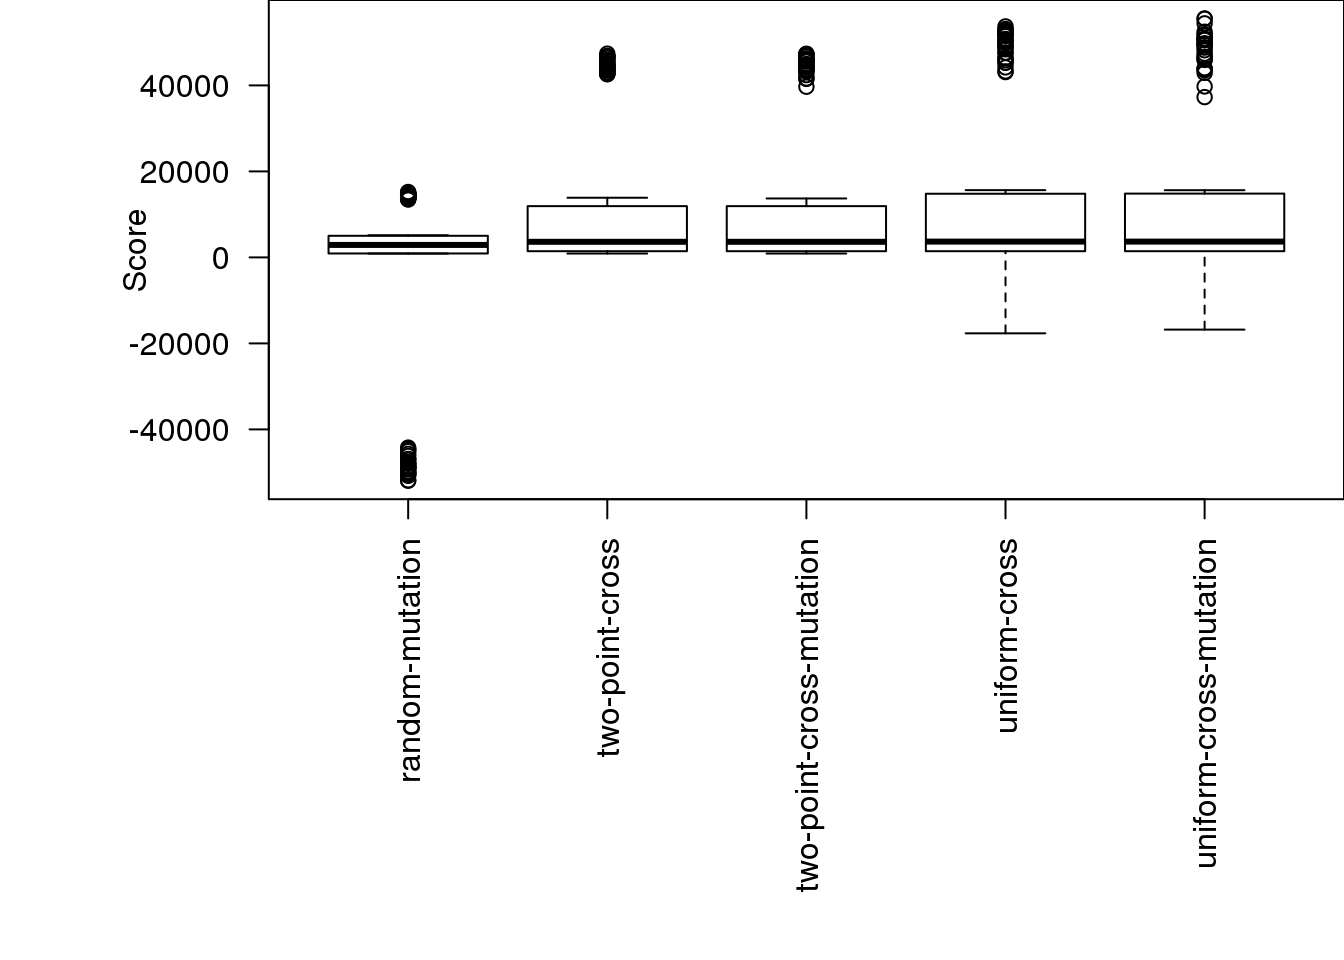 Score
40000
20000
0
-20000
-40000
random-mutation
two-point-cross
two-point-cross-mutation
uniform-cross
uniform-cross-mutation